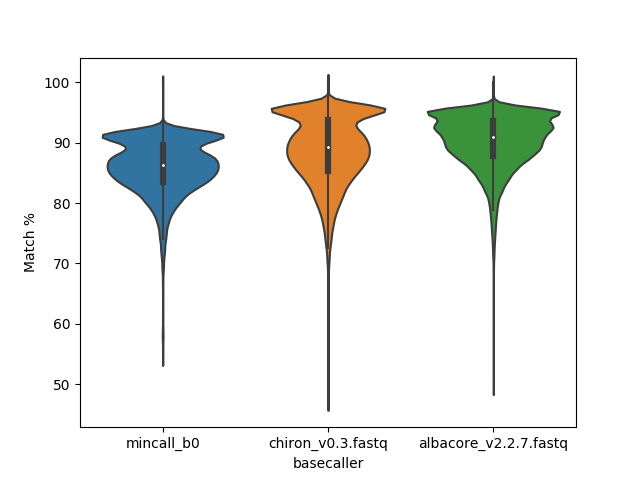 Match %
100
90
80
70
60
50
mincall_b0 chiron_v0.3.fastq albacore_v2.2.7.fastq
basecaller